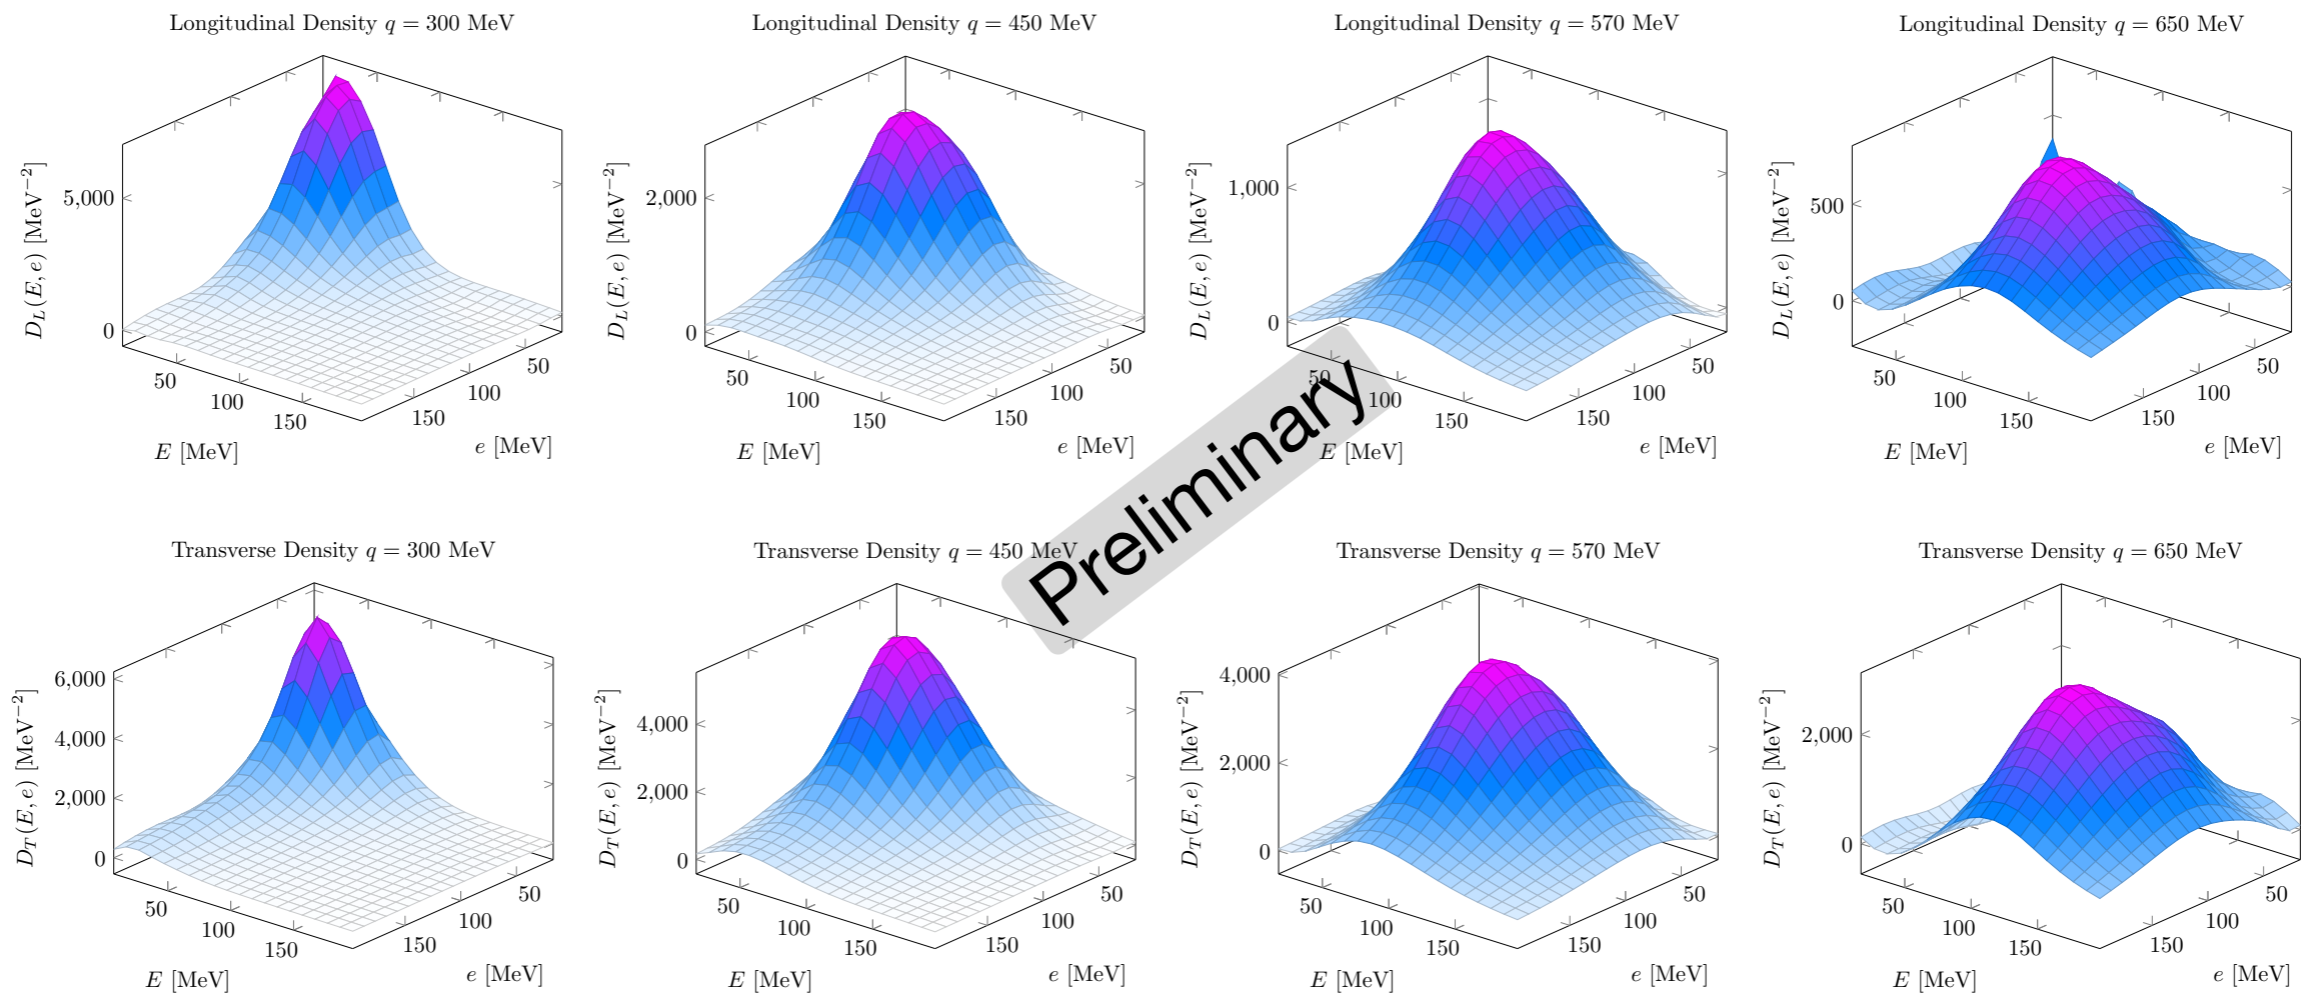 Longitudinal Density q = 300 MeV
D_L(E, e) [MeV⁻²]
5,000
0
50
100
150
E [MeV]
50
100
150
e [MeV]
Longitudinal Density q = 450 MeV
D_L(E, e) [MeV⁻²]
2,000
0
50
100
150
E [MeV]
50
100
150
e [MeV]
Longitudinal Density q = 570 MeV
D_L(E, e) [MeV⁻²]
1,000
0
50
100
150
E [MeV]
50
100
150
e [MeV]
Longitudinal Density q = 650 MeV
D_L(E, e) [MeV⁻²]
500
0
50
100
150
E [MeV]
50
100
150
e [MeV]
Preliminary
Transverse Density q = 300 MeV
D_T(E, e) [MeV⁻²]
6,000
4,000
2,000
0
50
100
150
E [MeV]
50
100
150
e [MeV]
Transverse Density q = 450 MeV
D_T(E, e) [MeV⁻²]
4,000
2,000
0
50
100
150
E [MeV]
50
100
150
e [MeV]
Transverse Density q = 570 MeV
D_T(E, e) [MeV⁻²]
4,000
2,000
0
50
100
150
E [MeV]
50
100
150
e [MeV]
Transverse Density q = 650 MeV
D_T(E, e) [MeV⁻²]
2,000
0
50
100
150
E [MeV]
50
100
150
e [MeV]